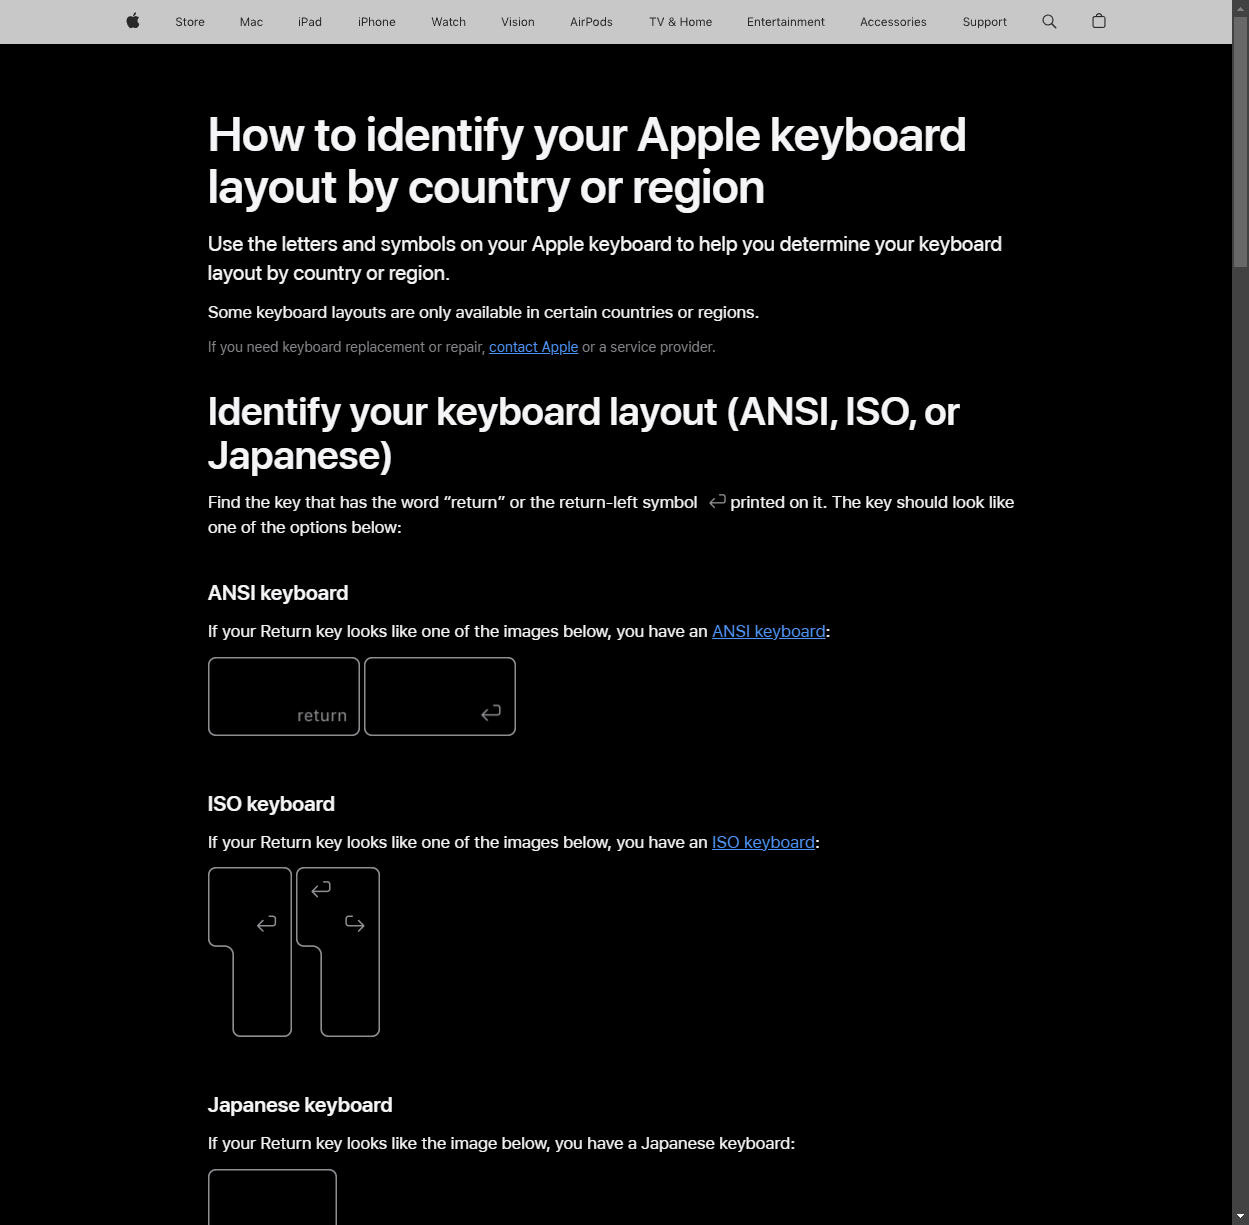 Store Mac iPad iPhone Watch Vision AirPods TV & Home Entertainment Accessories Support
How to identify your Apple keyboard
layout by country or region
Use the letters and symbols on your Apple keyboard to help you determine your keyboard
layout by country or region.
Some keyboard layouts are only available in certain countries or regions.
If you need keyboard replacement or repair, contact Apple or a service provider.
Identify your keyboard layout (ANSI, ISO, or
Japanese)
Find the key that has the word “return” or the return-left symbol ↩ printed on it. The key should look like
one of the options below:
ANSI keyboard
If your Return key looks like one of the images below, you have an ANSI keyboard:
return ↩
ISO keyboard
If your Return key looks like one of the images below, you have an ISO keyboard:
↩ ↩ ↪
Japanese keyboard
If your Return key looks like the image below, you have a Japanese keyboard: